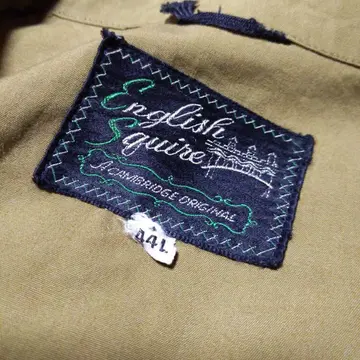 English
Squire
A CAMBRIDGE ORIGINAL
44L